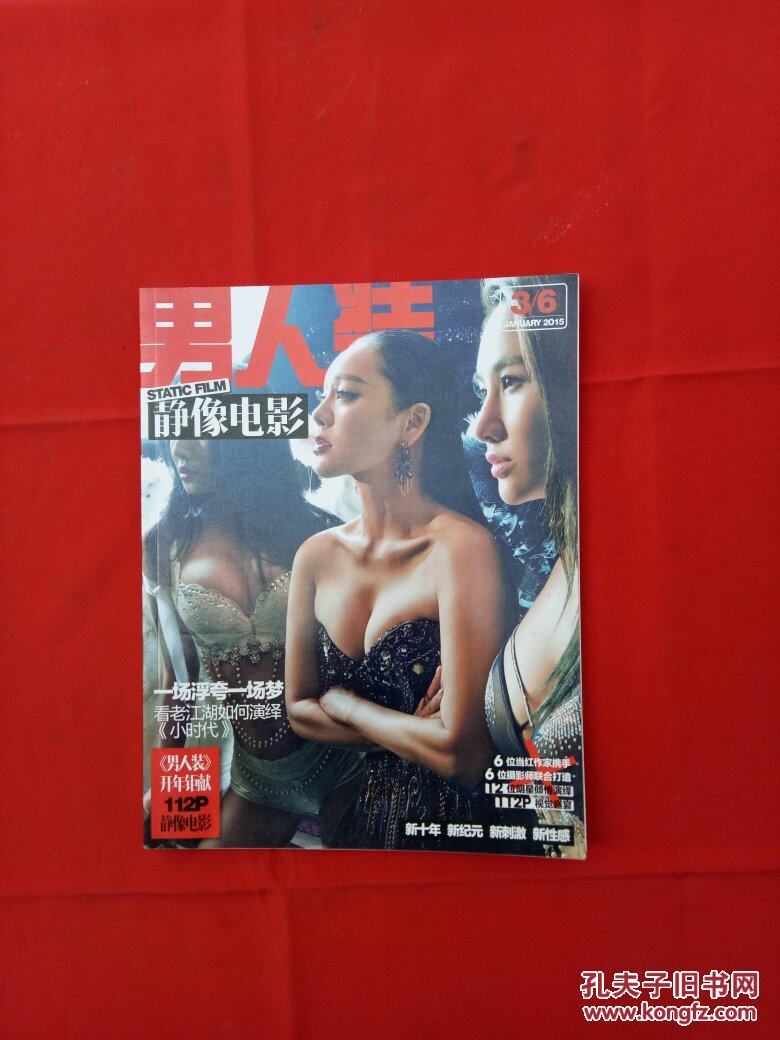 男人装
3/6
JANUARY 2015
STATIC FILM
静像电影
一场浮夸一场梦
看老江湖如何演绎
《小时代》
《男人装》
开年钜献
112P
静像电影
6位当红作家携手
6位摄影师联合打造
12位明星倾情演绎
112P 视觉盛宴
新十年 新纪元 新刺激 新性感
孔夫子旧书网
www.kongfz.com